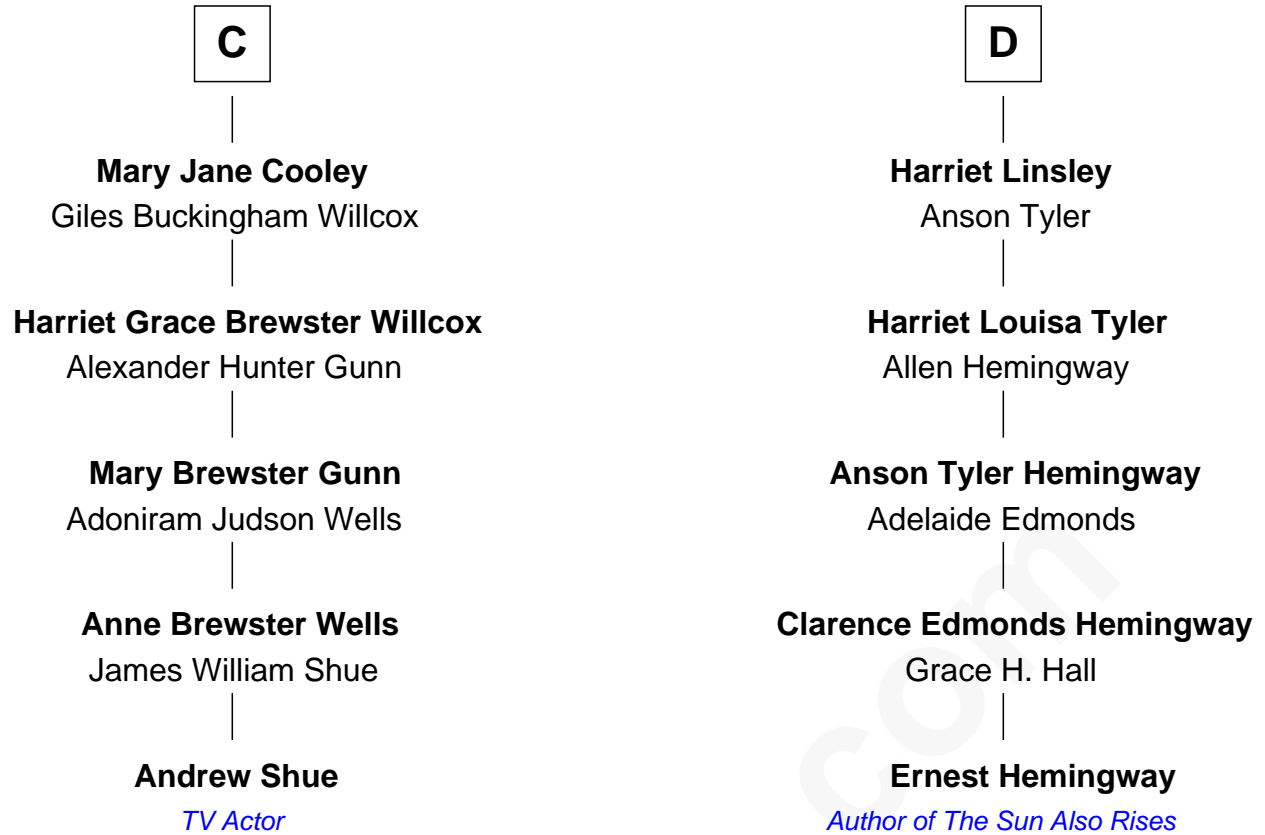 C
Mary Jane Cooley
Giles Buckingham Willcox
Harriet Grace Brewster Willcox
Alexander Hunter Gunn
Mary Brewster Gunn
Adoniram Judson Wells
Anne Brewster Wells
James William Shue
Andrew Shue
TV Actor
D
Harriet Linsley
Anson Tyler
Harriet Louisa Tyler
Allen Hemingway
Anson Tyler Hemingway
Adelaide Edmonds
Clarence Edmonds Hemingway
Grace H. Hall
Ernest Hemingway
Author of The Sun Also Rises
com